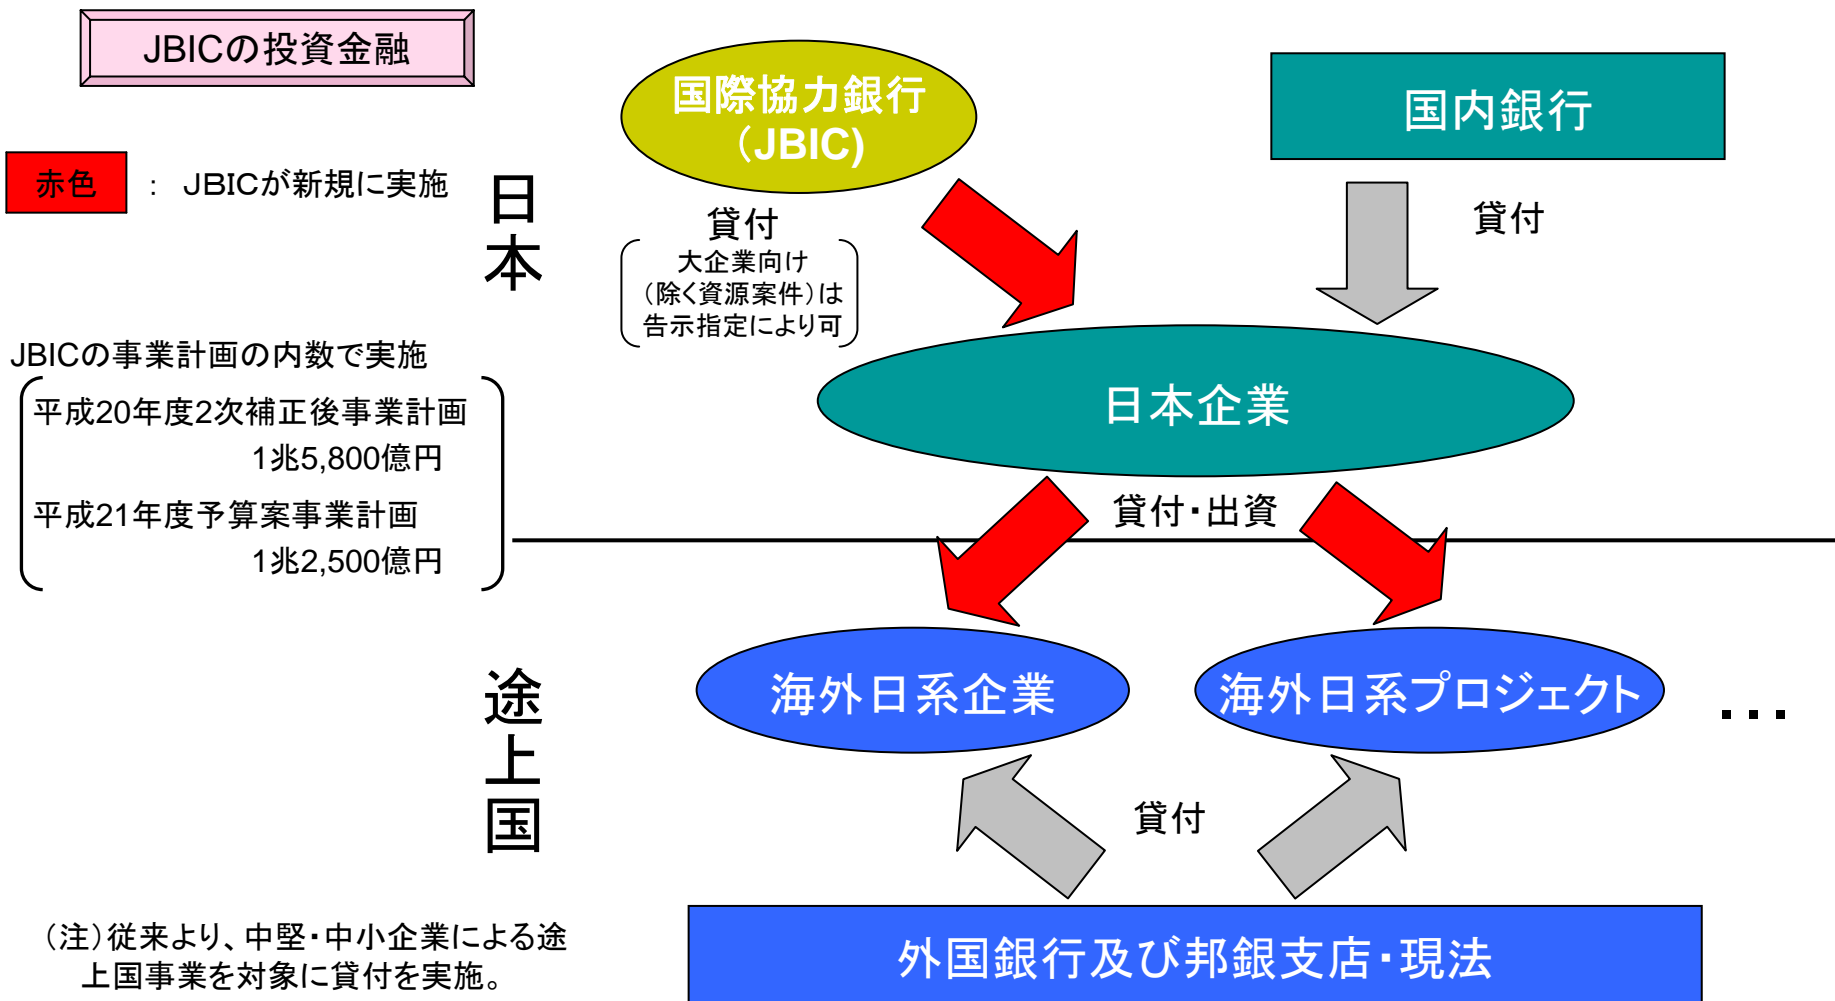 JBICの投資金融
赤色 ： JBICが新規に実施
日本
国際協力銀行
（JBIC)
国内銀行
貸付
大企業向け
（除く資源案件）は
告示指定により可
貸付
JBICの事業計画の内数で実施
平成20年度2次補正後事業計画
1兆5,800億円
平成21年度予算案事業計画
1兆2,500億円
日本企業
貸付・出資
途上国
海外日系企業
海外日系プロジェクト
…
貸付
外国銀行及び邦銀支店・現法
（注）従来より、中堅・中小企業による途
上国事業を対象に貸付を実施。